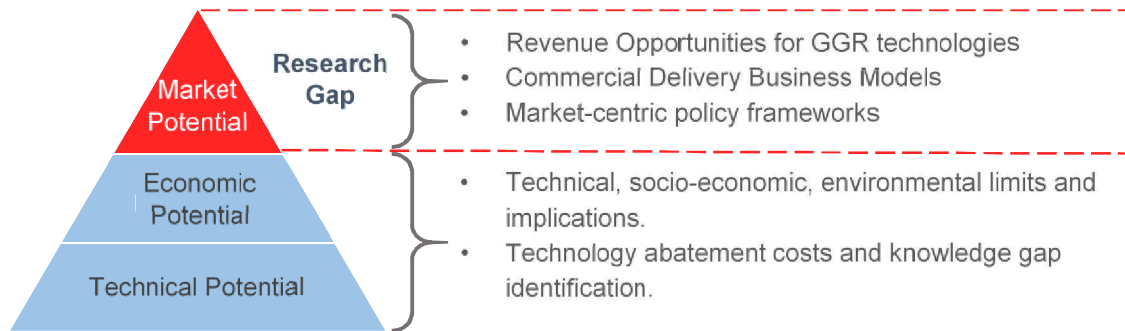 Market
Potential
Economic
Potential
Technical Potential
Research
Gap
• Revenue Opportunities for GGR technologies
• Commercial Delivery Business Models
• Market-centric policy frameworks
• Technical, socio-economic, environmental limits and
implications.
• Technology abatement costs and knowledge gap
identification.